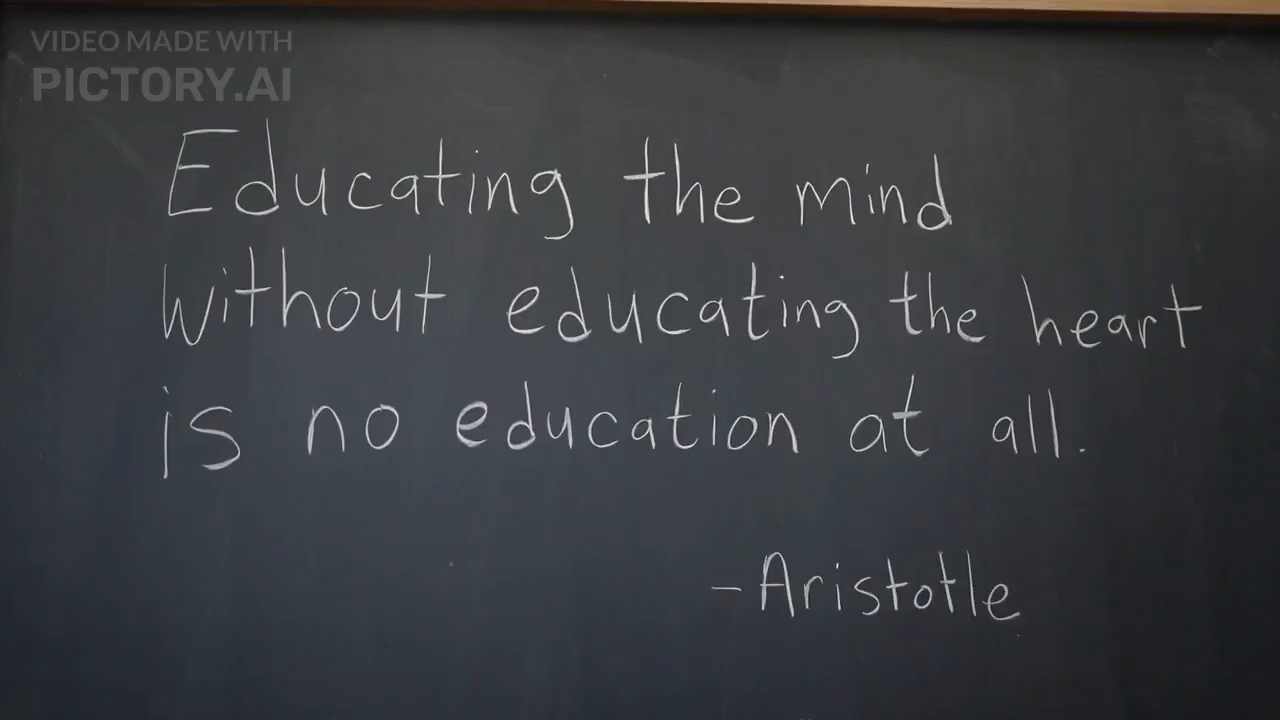 VIDEO MADE WITH
PICTORY.AI
Educating the mind
without educating the heart
is no education at all.
-Aristotle